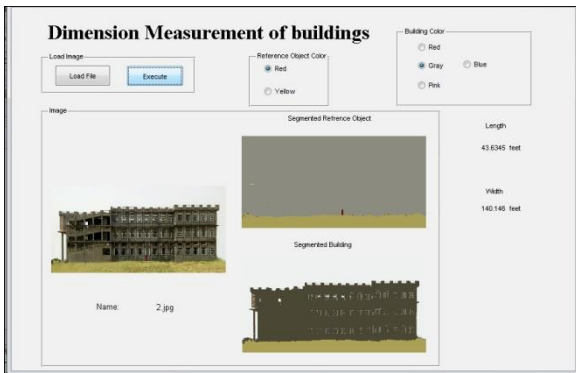 Dimension Measurement of buildings
Load Image
Load File
Execute
Reference Object Color
Red
Yellow
Building Color
Red
Gray
Blue
Pink
Image
Segmented Refrence Object
Length
43.6345 feet
Width
140.146 feet
Segmented Building
Name: 2.jpg